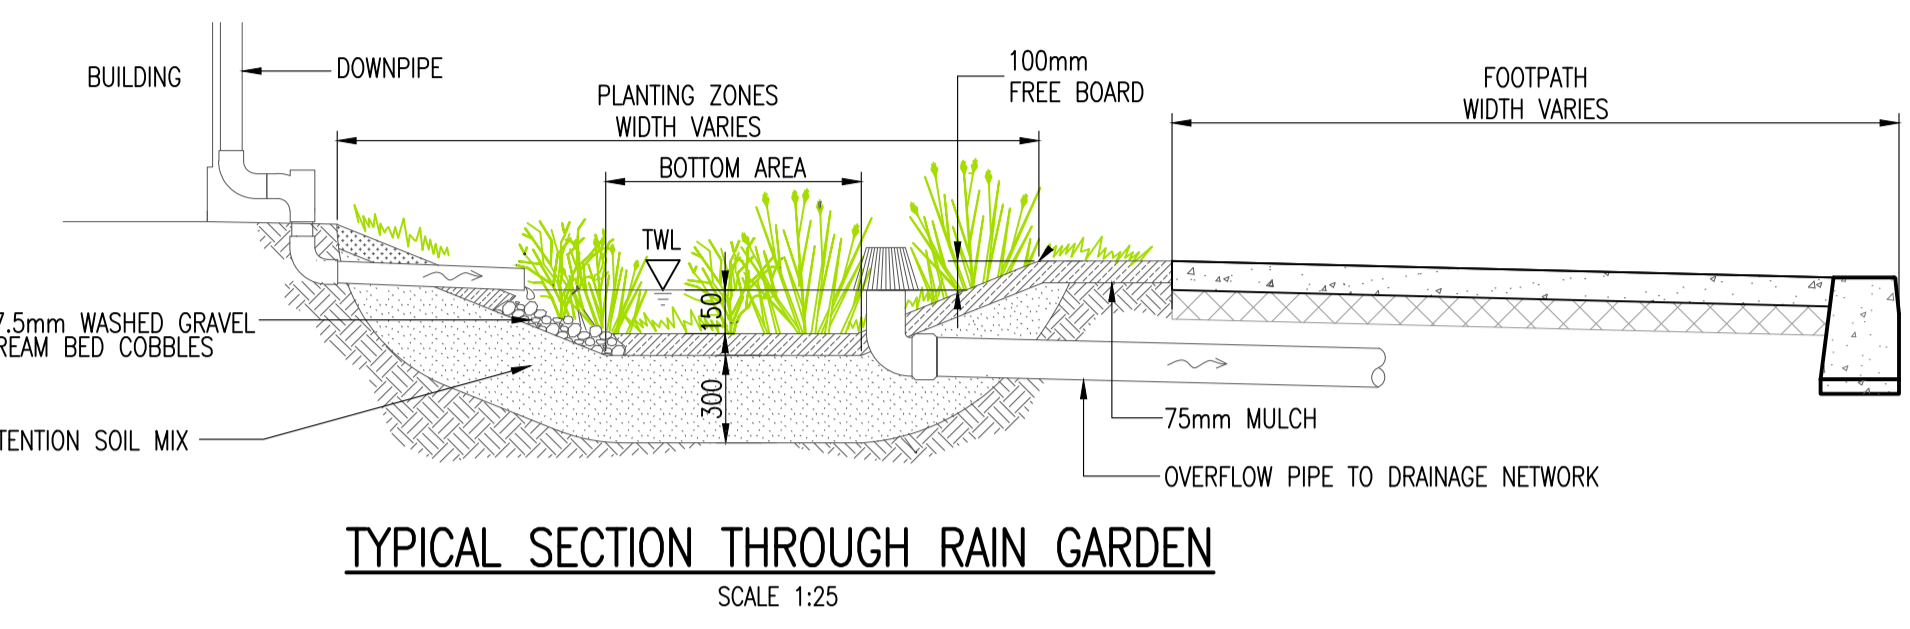 BUILDING
DOWNPIPE
PLANTING ZONES
WIDTH VARIES
BOTTOM AREA
100mm
FREE BOARD
FOOTPATH
WIDTH VARIES
TWL
150
300
7.5mm WASHED GRAVEL
REAM BED COBBLES
TENTION SOIL MIX
75mm MULCH
OVERFLOW PIPE TO DRAINAGE NETWORK
TYPICAL SECTION THROUGH RAIN GARDEN
SCALE 1:25